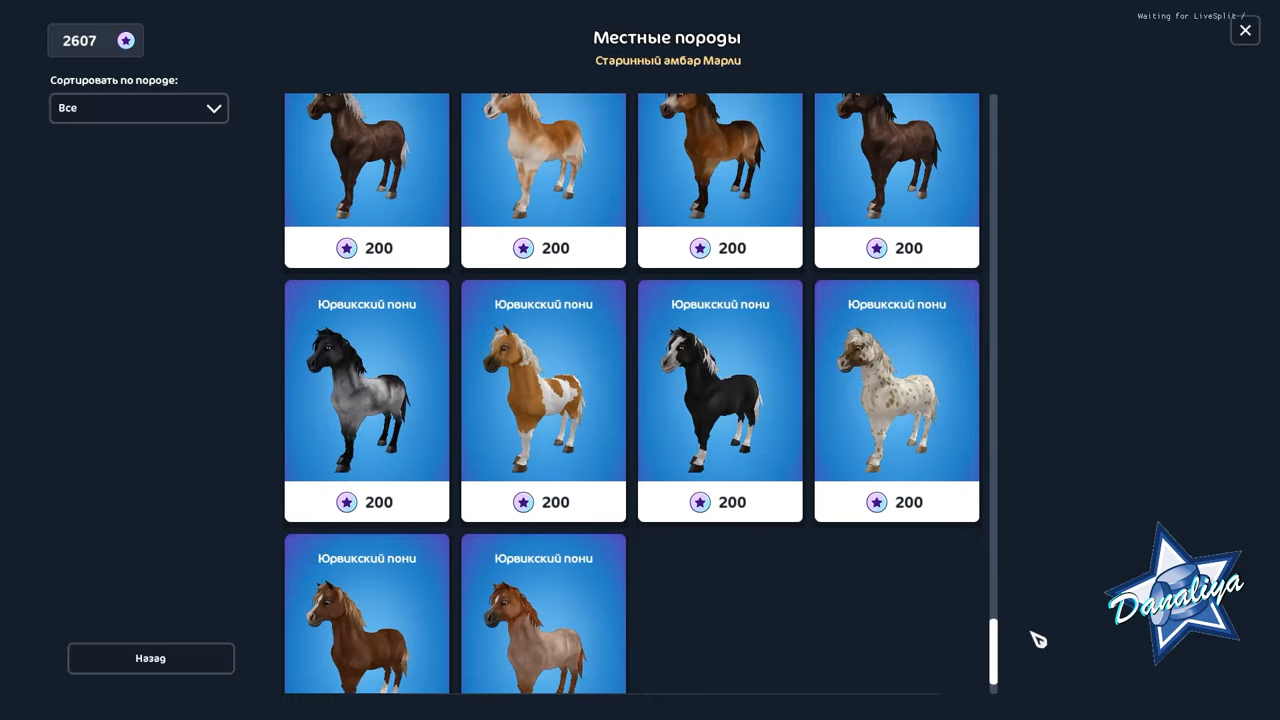 Waiting for LiveSplit /
2607
Местные породы
Старинный амбар Марли
Сортировать по породе:
Все
200
200
200
200
Юрвикский пони
Юрвикский пони
Юрвикский пони
Юрвикский пони
200
200
200
200
Юрвикский пони
Юрвикский пони
Danaliya
Назад